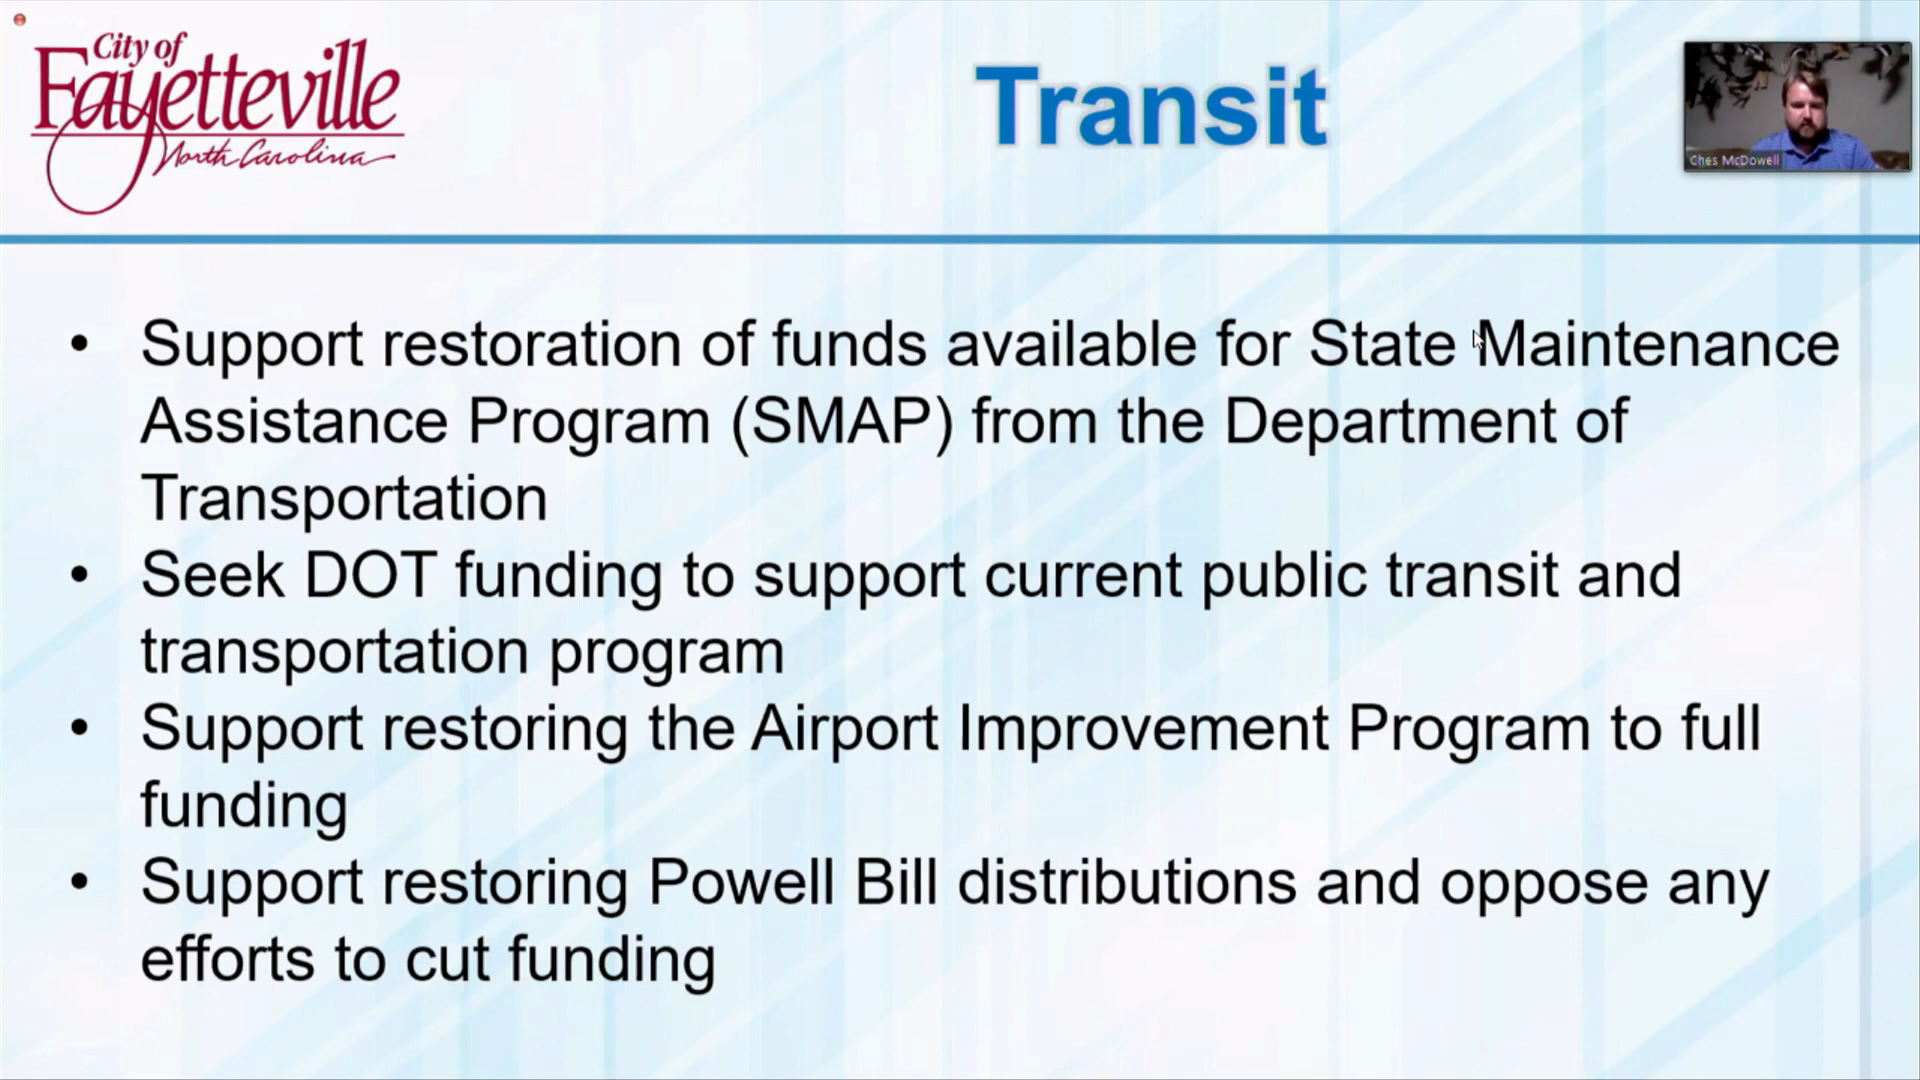 City of
Fayetteville
North Carolina
Transit
Ches McDowell
• Support restoration of funds available for State Maintenance
Assistance Program (SMAP) from the Department of
Transportation
• Seek DOT funding to support current public transit and
transportation program
• Support restoring the Airport Improvement Program to full
funding
• Support restoring Powell Bill distributions and oppose any
efforts to cut funding